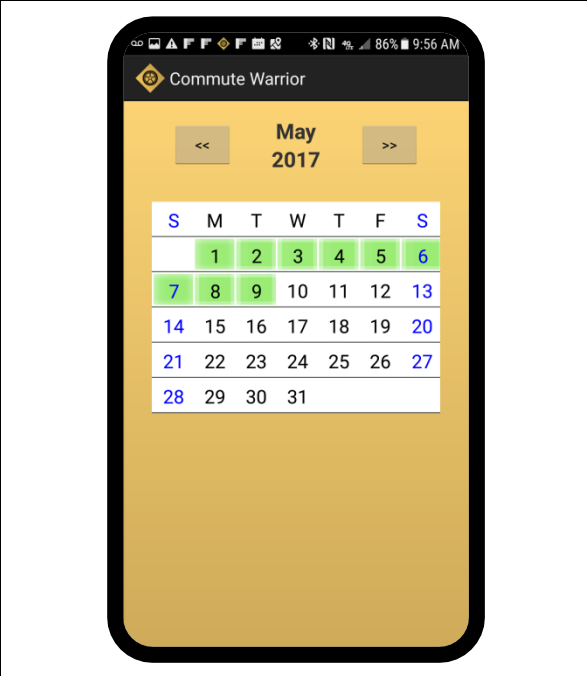 86% 9:56 AM
Commute Warrior
<< May >>
2017
S M T W T F S
1 2 3 4 5 6
7 8 9 10 11 12 13
14 15 16 17 18 19 20
21 22 23 24 25 26 27
28 29 30 31